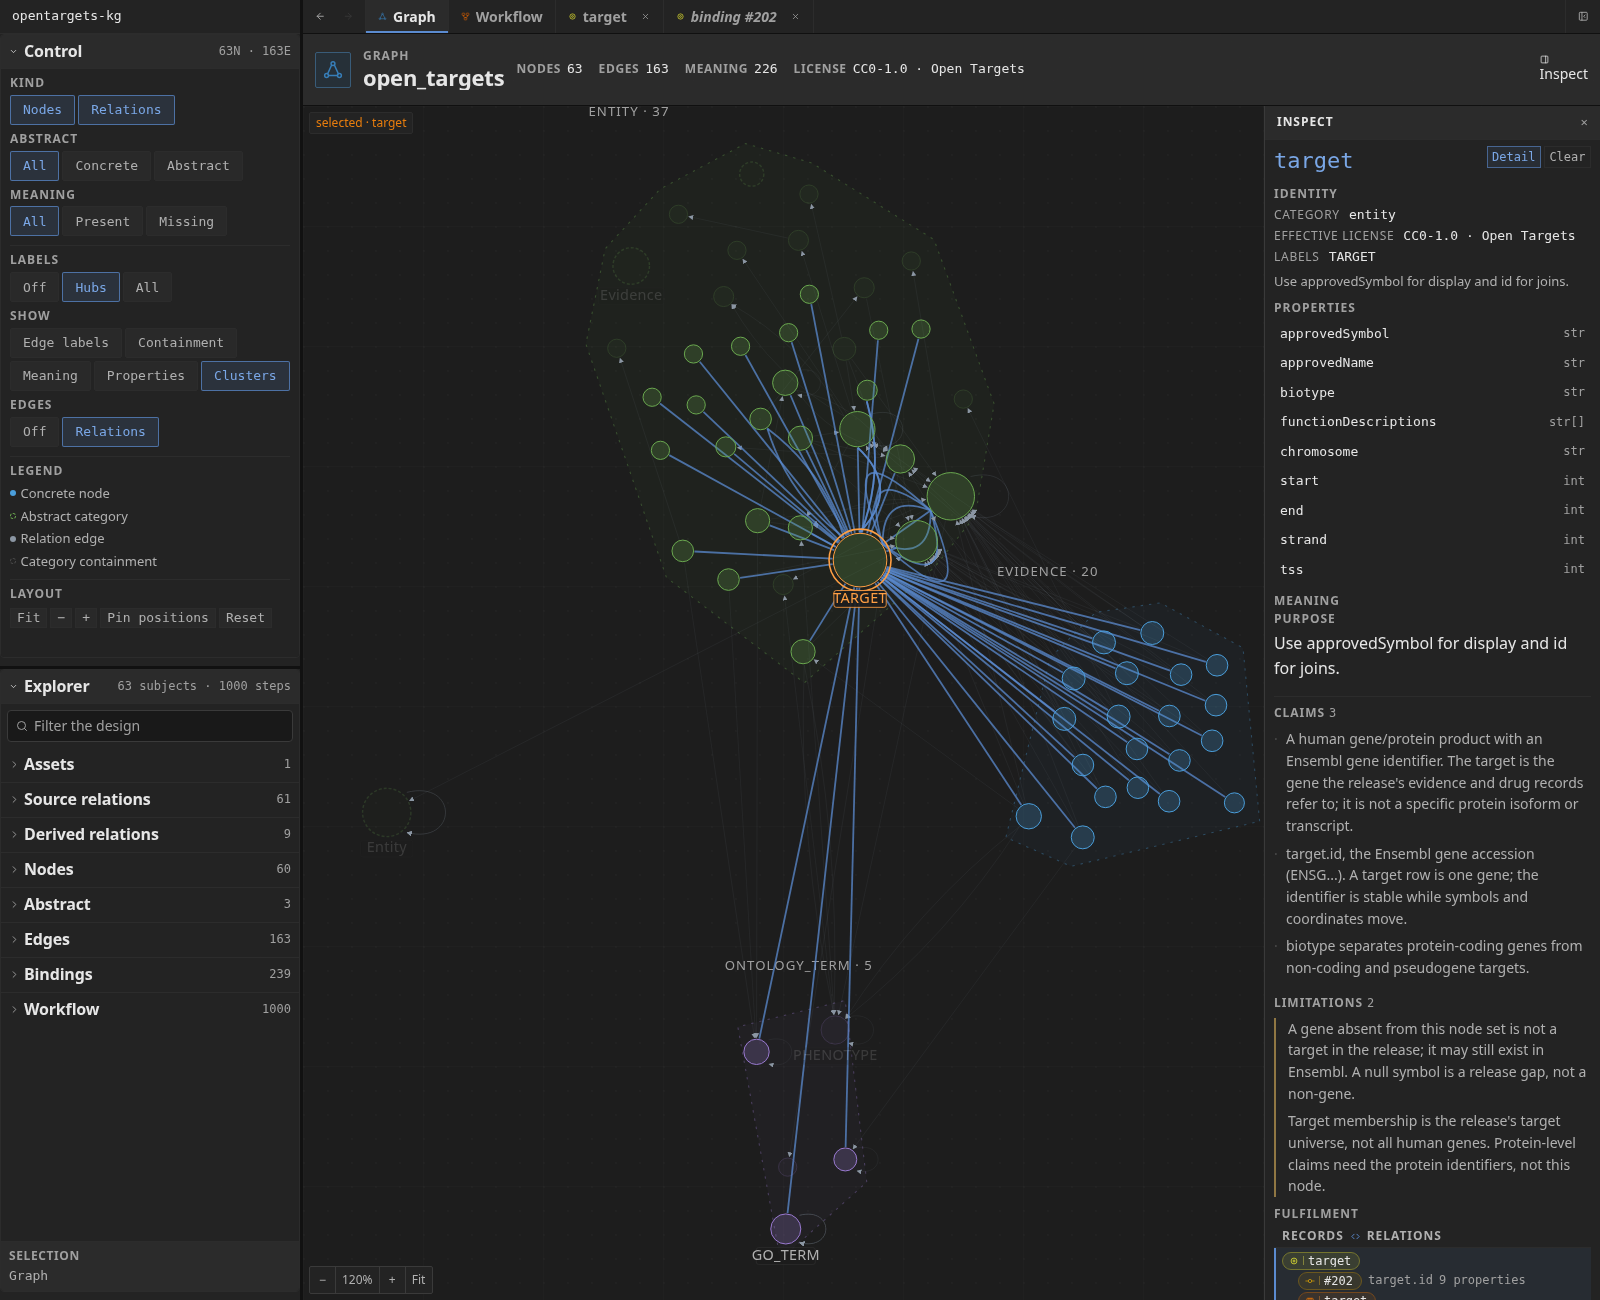 opentargets-kg
Control 63N · 163E
KIND
Nodes Relations
ABSTRACT
All Concrete Abstract
MEANING
All Present Missing
LABELS
Off Hubs All
SHOW
Edge labels Containment
Meaning Properties Clusters
EDGES
Off Relations
LEGEND
Concrete node
Abstract category
Relation edge
Category containment
LAYOUT
Fit − + Pin positions Reset
Explorer 63 subjects · 1000 steps
Filter the design
Assets 1
Source relations 61
Derived relations 9
Nodes 60
Abstract 3
Edges 163
Bindings 239
Workflow 1000
SELECTION
Graph
Graph Workflow target × binding #202 ×
GRAPH
open_targets NODES 63 EDGES 163 MEANING 226 LICENSE CC0-1.0 · Open Targets
Inspect
selected · target
ENTITY · 37
Evidence
TARGET
EVIDENCE · 20
Entity
ONTOLOGY_TERM · 5
PHENOTYPE
GO_TERM
− 120% + Fit
INSPECT ×
target Detail Clear
IDENTITY
CATEGORY entity
EFFECTIVE LICENSE CC0-1.0 · Open Targets
LABELS TARGET
Use approvedSymbol for display and id for joins.
PROPERTIES
approvedSymbol str
approvedName str
biotype str
functionDescriptions str[]
chromosome str
start int
end int
strand int
tss int
MEANING
PURPOSE
Use approvedSymbol for display and id
for joins.
CLAIMS 3
· A human gene/protein product with an
Ensembl gene identifier. The target is the
gene the release's evidence and drug records
refer to; it is not a specific protein isoform or
transcript.
· target.id, the Ensembl gene accession
(ENSG…). A target row is one gene; the
identifier is stable while symbols and
coordinates move.
· biotype separates protein-coding genes from
non-coding and pseudogene targets.
LIMITATIONS 2
A gene absent from this node set is not a
target in the release; it may still exist in
Ensembl. A null symbol is a release gap, not a
non-gene.
Target membership is the release's target
universe, not all human genes. Protein-level
claims need the protein identifiers, not this
node.
FULFILMENT
RECORDS <> RELATIONS
target
#202 target.id 9 properties
target